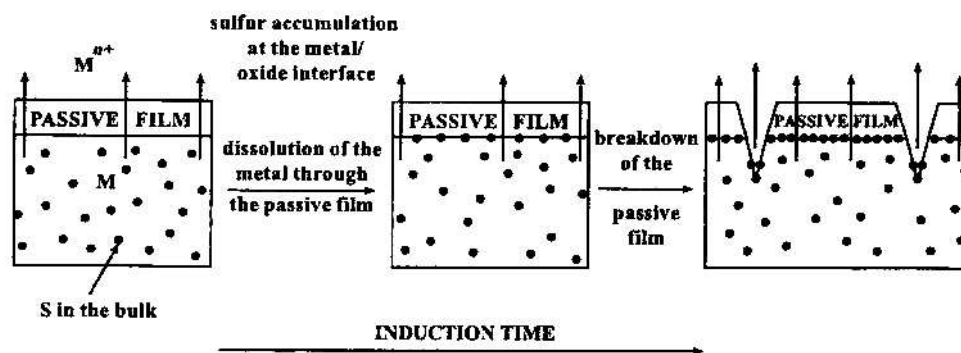 sulfur accumulation
at the metal/
oxide interface
M^n+
PASSIVE FILM
M
S in the bulk
dissolution of the
metal through
the passive film
PASSIVE FILM
breakdown
of the
passive
film
PASSIVE FILM
INDUCTION TIME